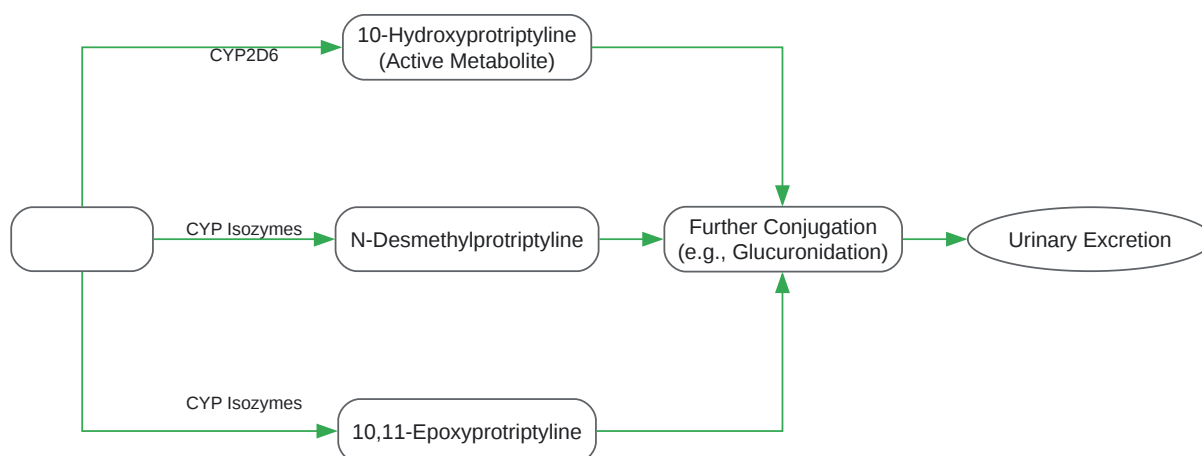 10-Hydroxyprotriptyline
(Active Metabolite)
CYP2D6
CYP Isozymes
N-Desmethylprotriptyline
Further Conjugation
(e.g., Glucuronidation)
Urinary Excretion
CYP Isozymes
10,11-Epoxyprotriptyline